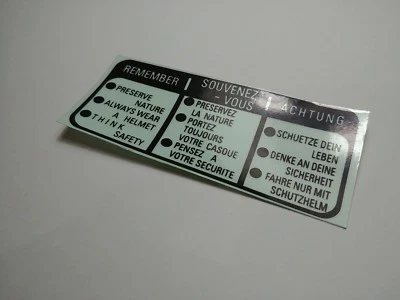 REMEMBER
PRESERVE
NATURE
ALWAYS WEAR
A HELMET
THINK
SAFETY
SOUVENEZ
-VOUS
PRESERVEZ
LA NATURE
PORTEZ
TOUJOURS
VOTRE CASQUE
PENSEZ A
VOTRE SECURITE
ACHTUNG
SCHUETZE DEIN
LEBEN
DENKE AN DEINE
SICHERHEIT
FAHRE NUR MIT
SCHUTZHELM